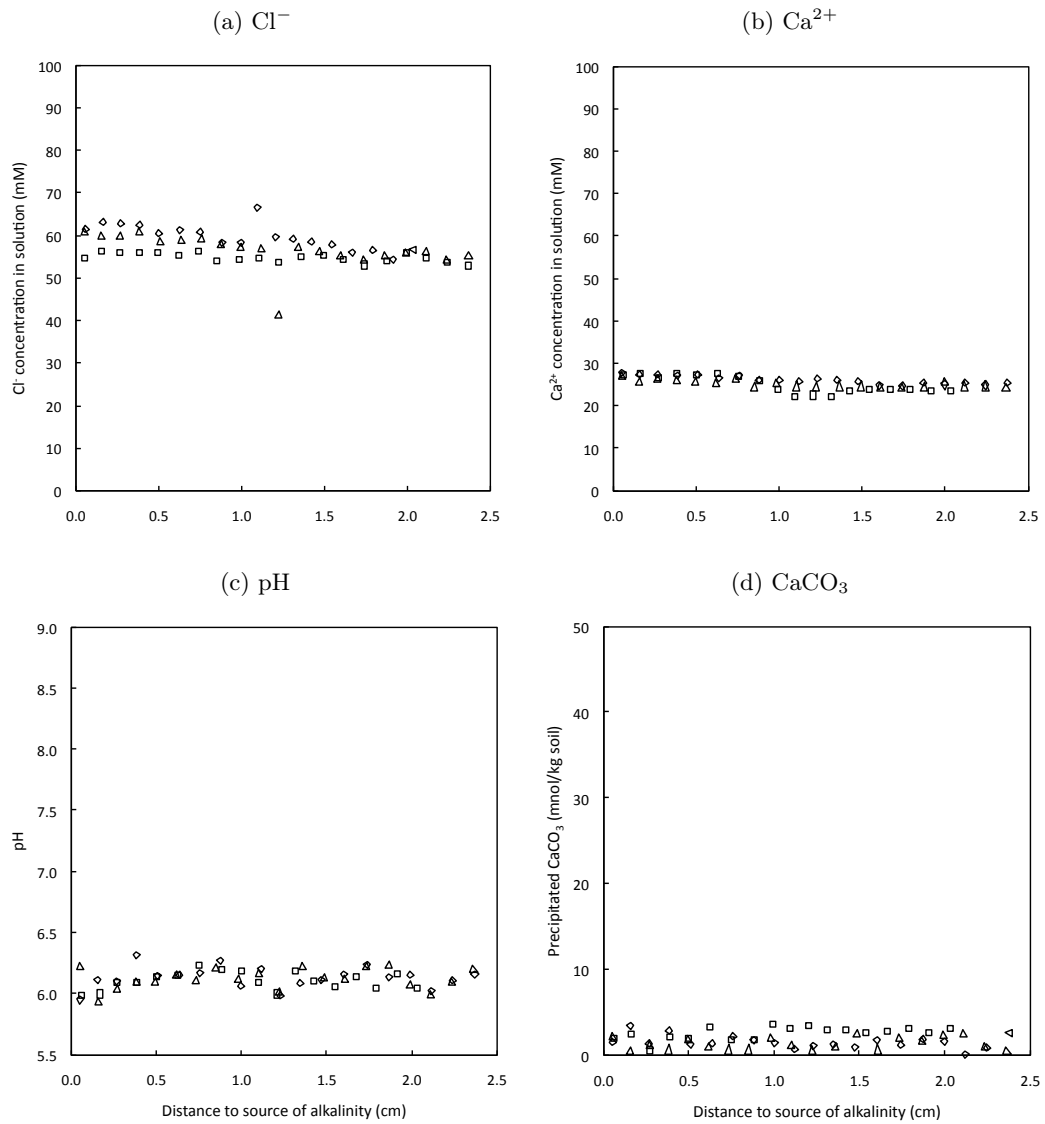 (a) Cl⁻
(b) Ca²⁺
100
90
80
70
60
50
40
30
20
10
0
Cl⁻ concentration in solution (mM)
0.0 0.5 1.0 1.5 2.0 2.5
100
90
80
70
60
50
40
30
20
10
0
Ca²⁺ concentration in solution (mM)
0.0 0.5 1.0 1.5 2.0 2.5
(c) pH
(d) CaCO₃
9.0
8.5
8.0
7.5
7.0
6.5
6.0
5.5
pH
0.0 0.5 1.0 1.5 2.0 2.5
Distance to source of alkalinity (cm)
50
40
30
20
10
0
Precipitated CaCO₃ (mnol/kg soil)
0.0 0.5 1.0 1.5 2.0 2.5
Distance to source of alkalinity (cm)